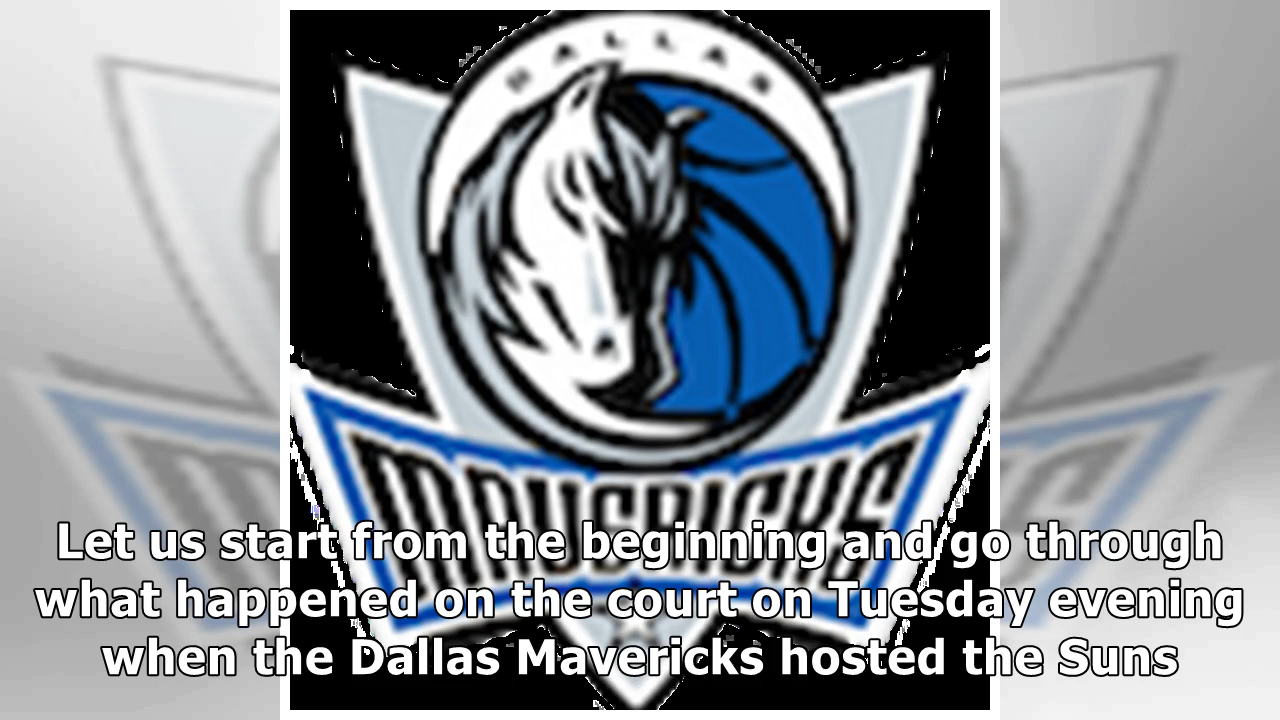 DALLAS
MAVERICKS
Let us start from the beginning and go through
what happened on the court on Tuesday evening
when the Dallas Mavericks hosted the Suns